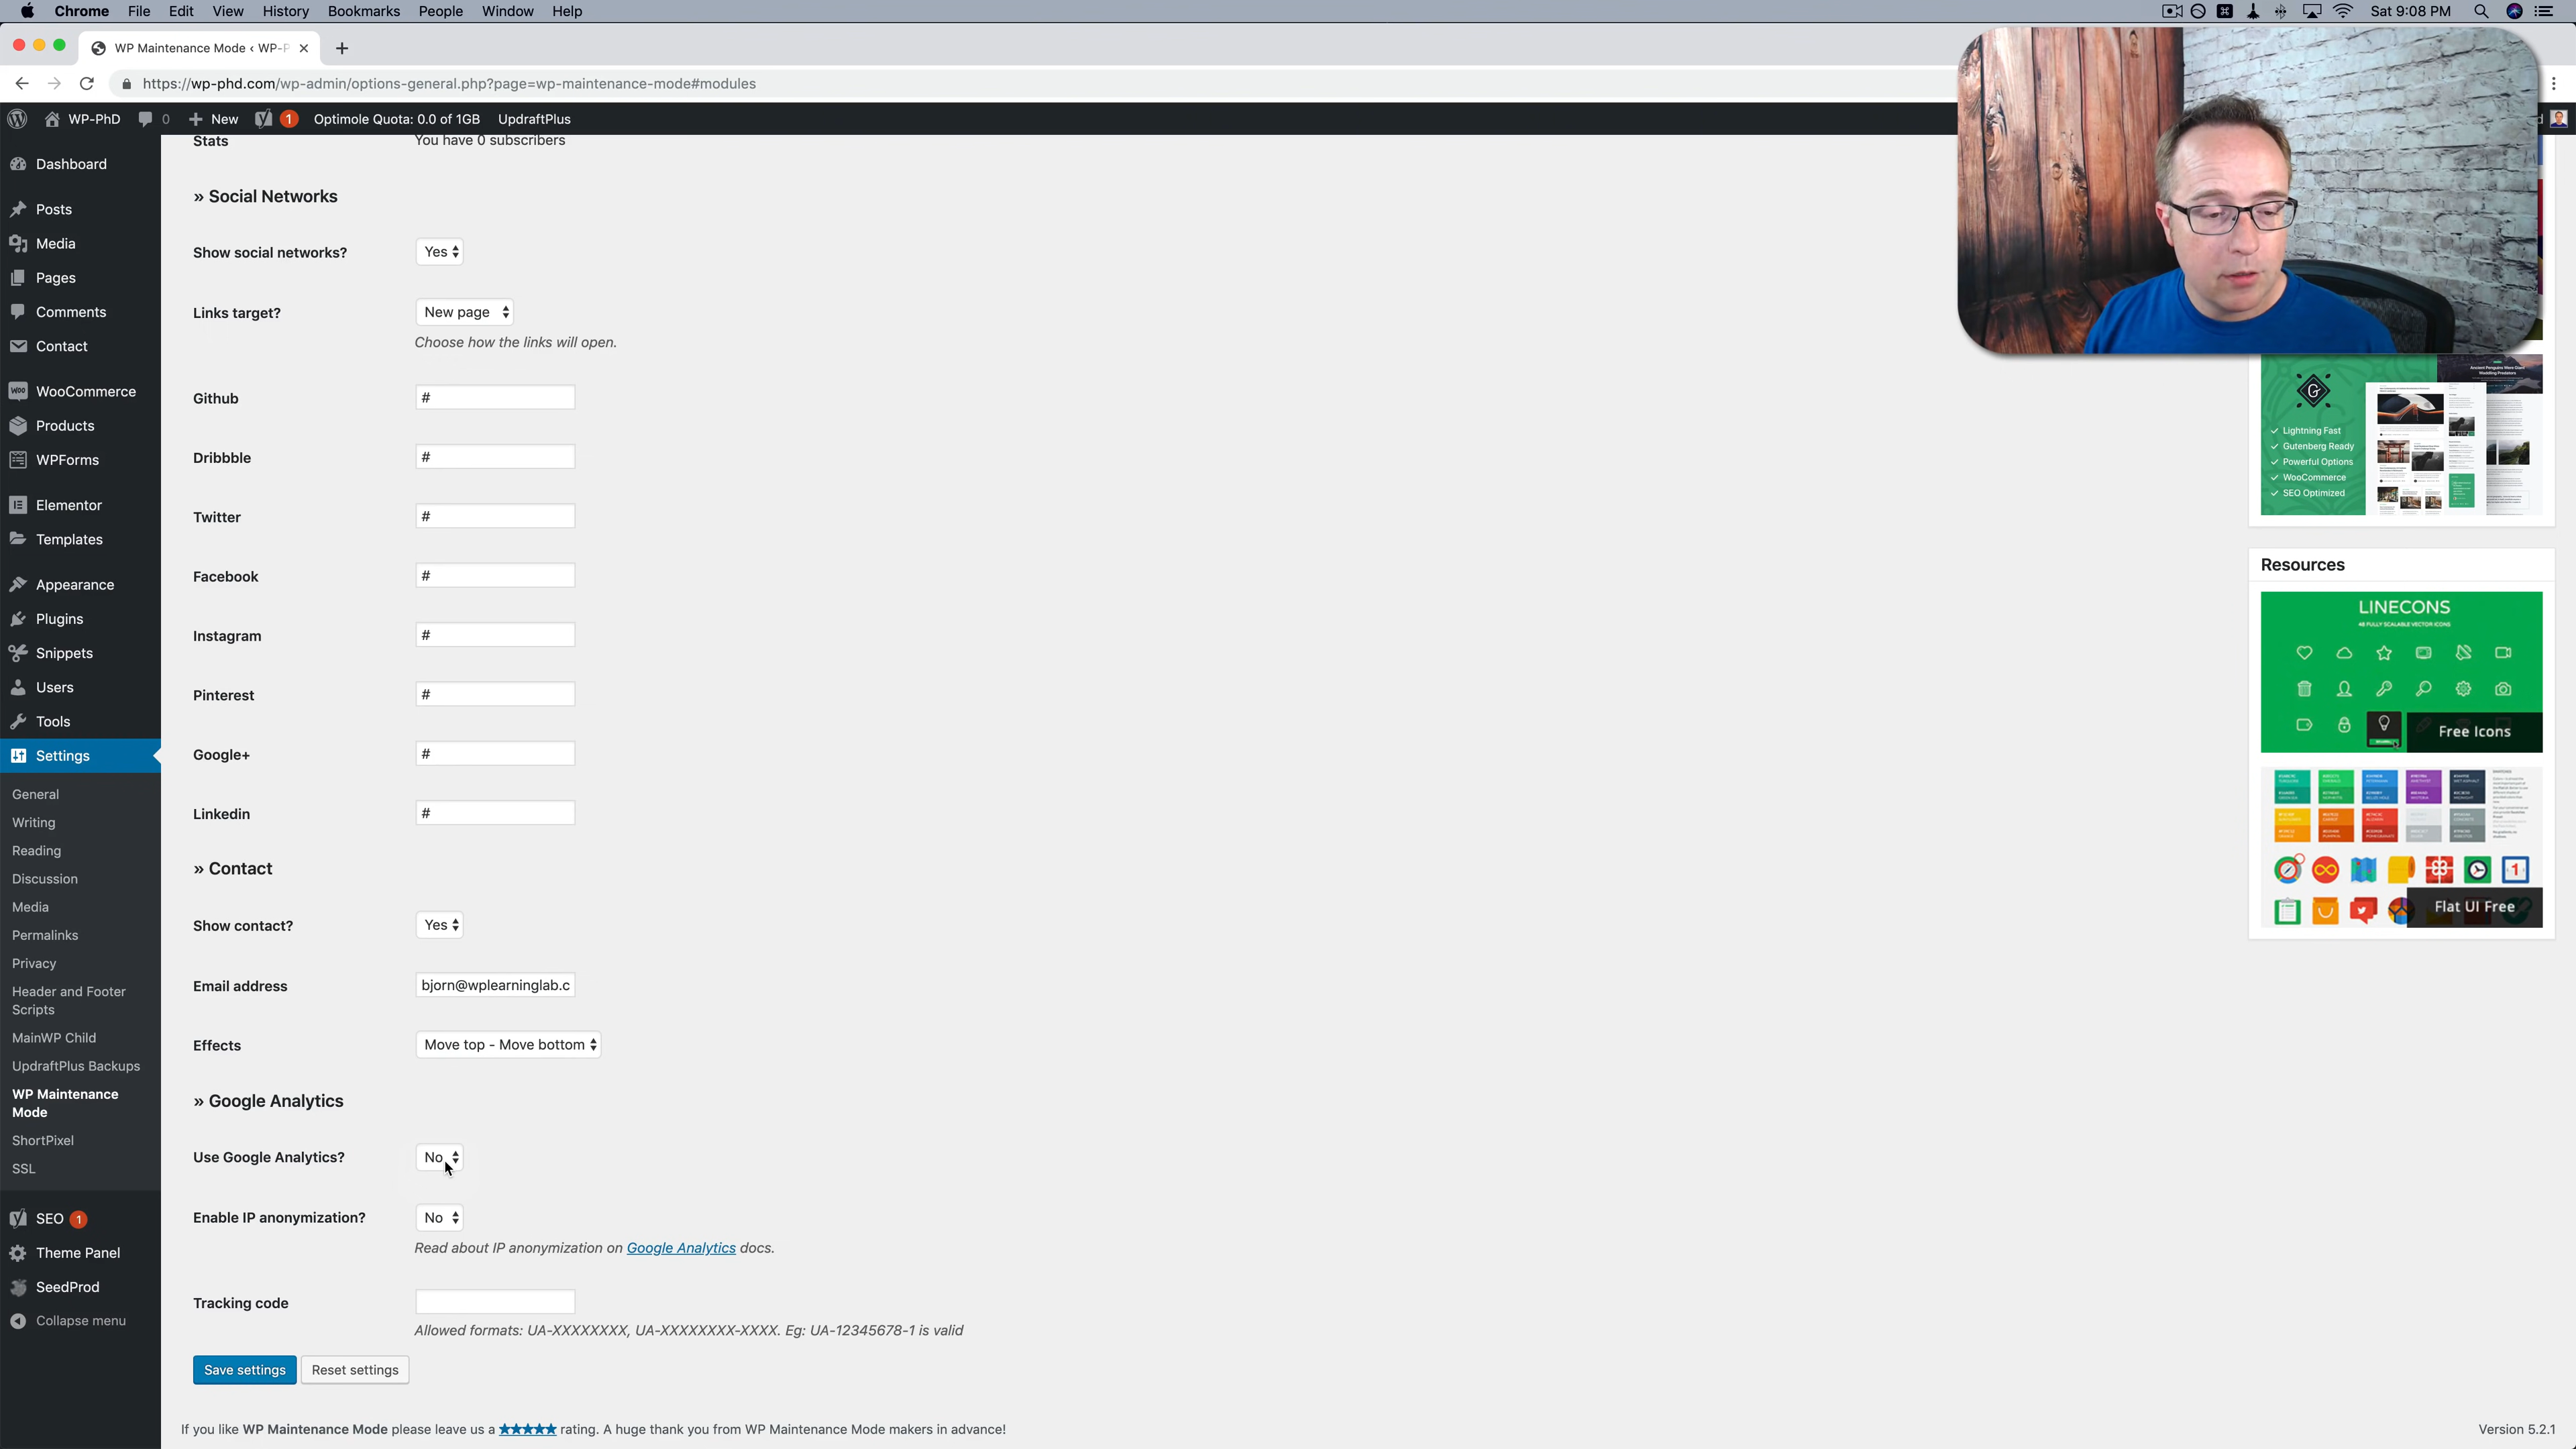 Chrome File Edit View History Bookmarks People Window Help
Sat 9:08 PM
WP Maintenance Mode ‹ WP-P
https://wp-phd.com/wp-admin/options-general.php?page=wp-maintenance-mode#modules
WP-PhD 0 New 1 Optimole Quota: 0.0 of 1GB UpdraftPlus
Dashboard
Posts
Media
Pages
Comments
Contact
WooCommerce
Products
WPForms
Elementor
Templates
Appearance
Plugins
Snippets
Users
Tools
Settings
General
Writing
Reading
Discussion
Media
Permalinks
Privacy
Header and Footer
Scripts
MainWP Child
UpdraftPlus Backups
WP Maintenance
Mode
ShortPixel
SSL
SEO 1
Theme Panel
SeedProd
Collapse menu
Stats You have 0 subscribers
» Social Networks
Show social networks? Yes
Links target? New page
Choose how the links will open.
Github #
Dribbble #
Twitter #
Facebook #
Instagram #
Pinterest #
Google+ #
Linkedin #
» Contact
Show contact? Yes
Email address bjorn@wplearninglab.c
Effects Move top - Move bottom
» Google Analytics
Use Google Analytics? No
Enable IP anonymization? No
Read about IP anonymization on Google Analytics docs.
Tracking code
Allowed formats: UA-XXXXXXXX, UA-XXXXXXXX-XXXX. Eg: UA-12345678-1 is valid
Save settings Reset settings
If you like WP Maintenance Mode please leave us a ★★★★★ rating. A huge thank you from WP Maintenance Mode makers in advance!
Version 5.2.1
G
Lightning Fast
Gutenberg Ready
Powerful Options
WooCommerce
SEO Optimized
Resources
LINECONS
48 FULLY SCALABLE VECTOR ICONS
Free Icons
1
Flat UI Free